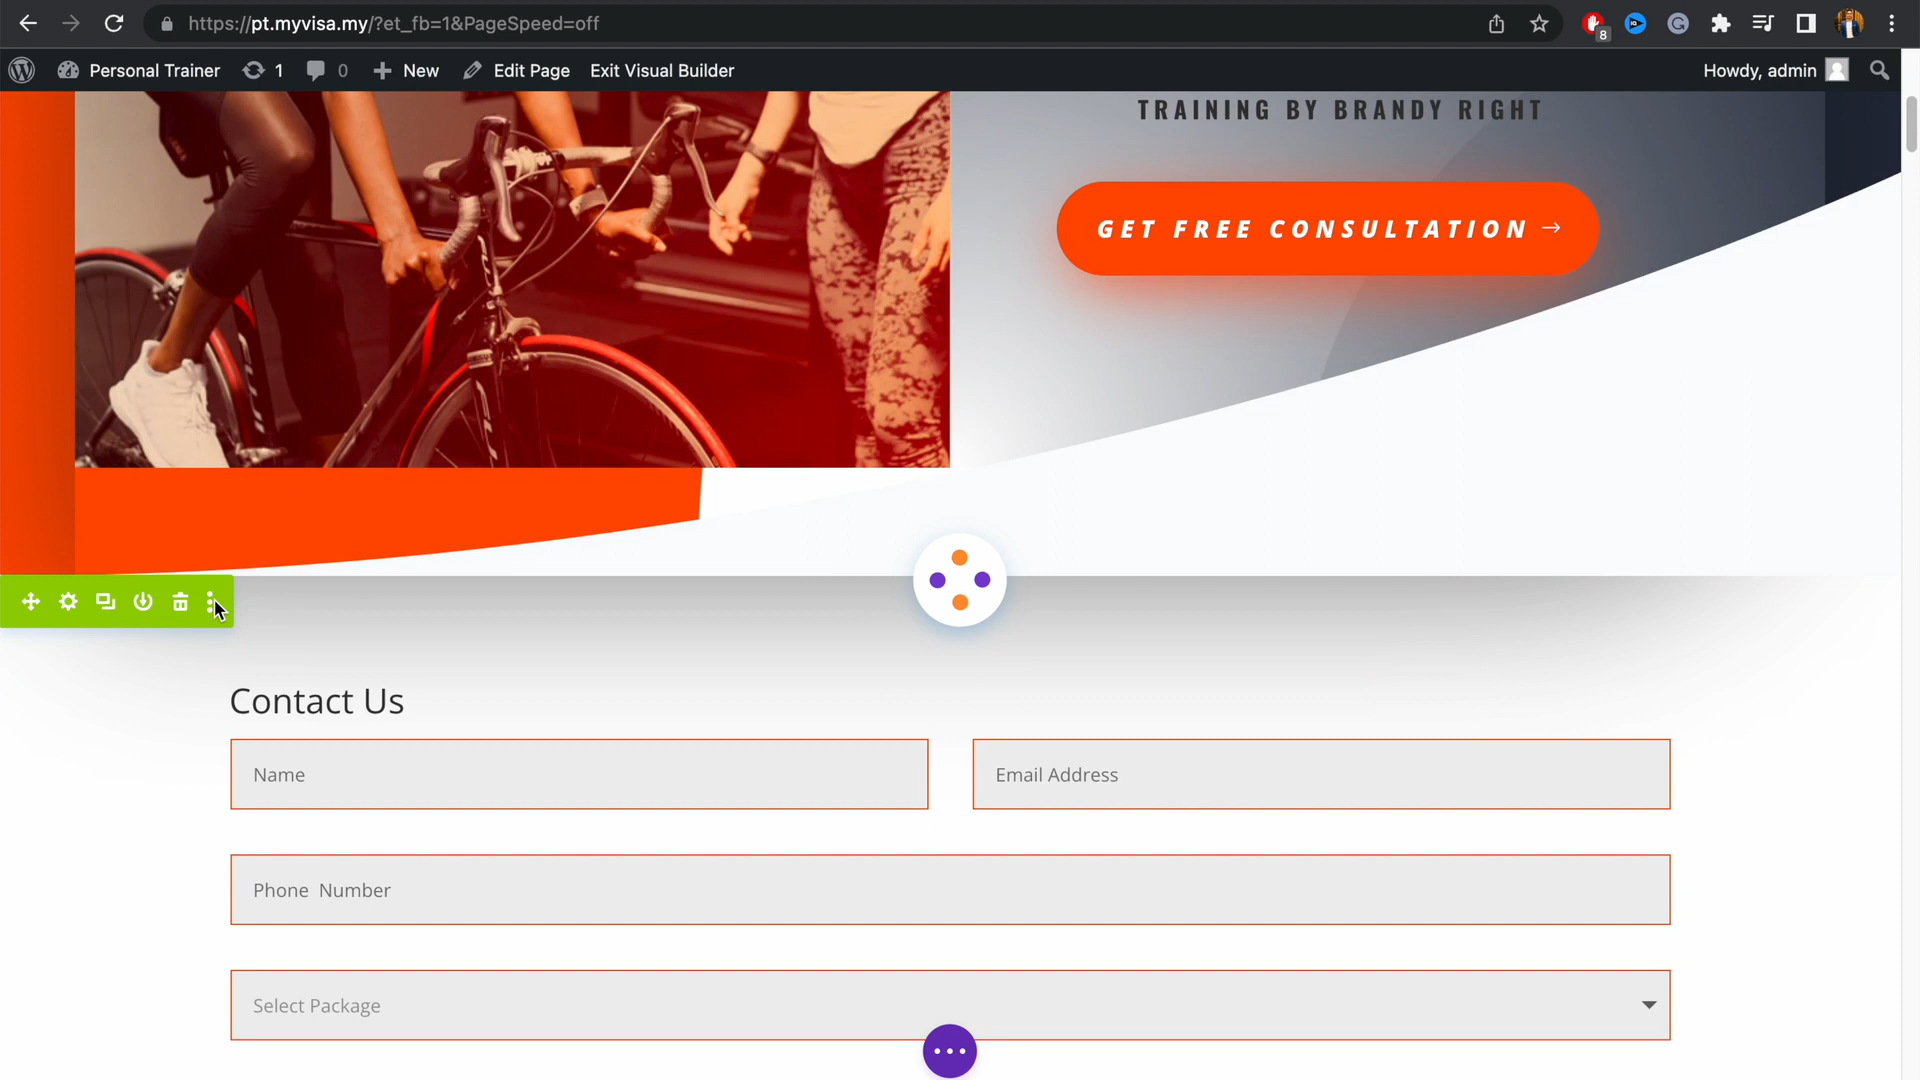 https://pt.myvisa.my/?et_fb=1&PageSpeed=off
8
Personal Trainer 1 0 New Edit Page Exit Visual Builder Howdy, admin
TRAINING BY BRANDY RIGHT
GET FREE CONSULTATION →
Contact Us
Name Email Address
Phone Number
Select Package